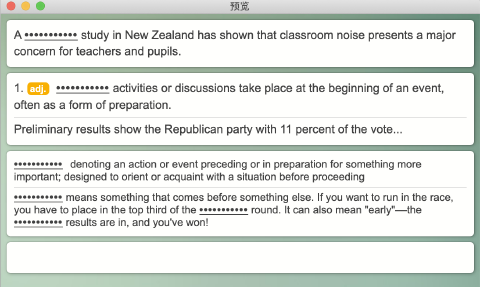 预览
A ••••••••••• study in New Zealand has shown that classroom noise presents a major
concern for teachers and pupils.
1. adj. ••••••••••• activities or discussions take place at the beginning of an event,
often as a form of preparation.
Preliminary results show the Republican party with 11 percent of the vote...
••••••••••• denoting an action or event preceding or in preparation for something more
important; designed to orient or acquaint with a situation before proceeding
••••••••••• means something that comes before something else. If you want to run in the race,
you have to place in the top third of the ••••••••••• round. It can also mean "early"—the
••••••••••• results are in, and you've won!